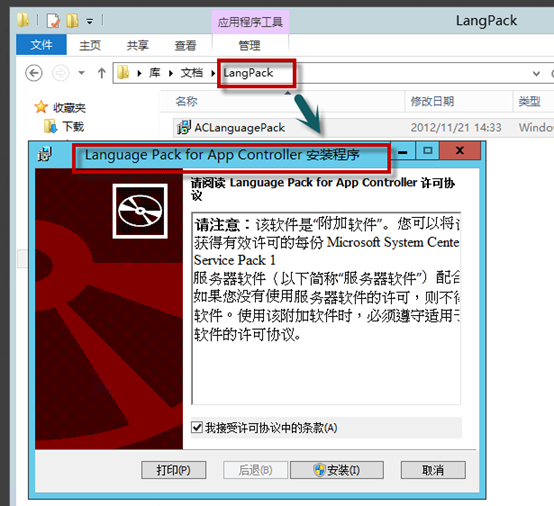 LangPack
应用程序工具
文件 主页 共享 查看 管理
库 文档 LangPack
收藏夹 名称 修改日期 类型
下载 ACLanguagePack 2012/11/21 14:33 Windows
Language Pack for App Controller 安装程序
请阅读 Language Pack for App Controller 许可协
议
请注意：该软件是“附加软件”。您可以将
获得有效许可的每份 Microsoft System Cente
Service Pack 1
服务器软件（以下简称“服务器软件”）配合
如果您没有使用服务器软件的许可，则不得
软件。使用该附加软件时，必须遵守适用于
软件的许可协议。
我接受许可协议中的条款(A)
打印(P) 后退(B) 安装(I) 取消